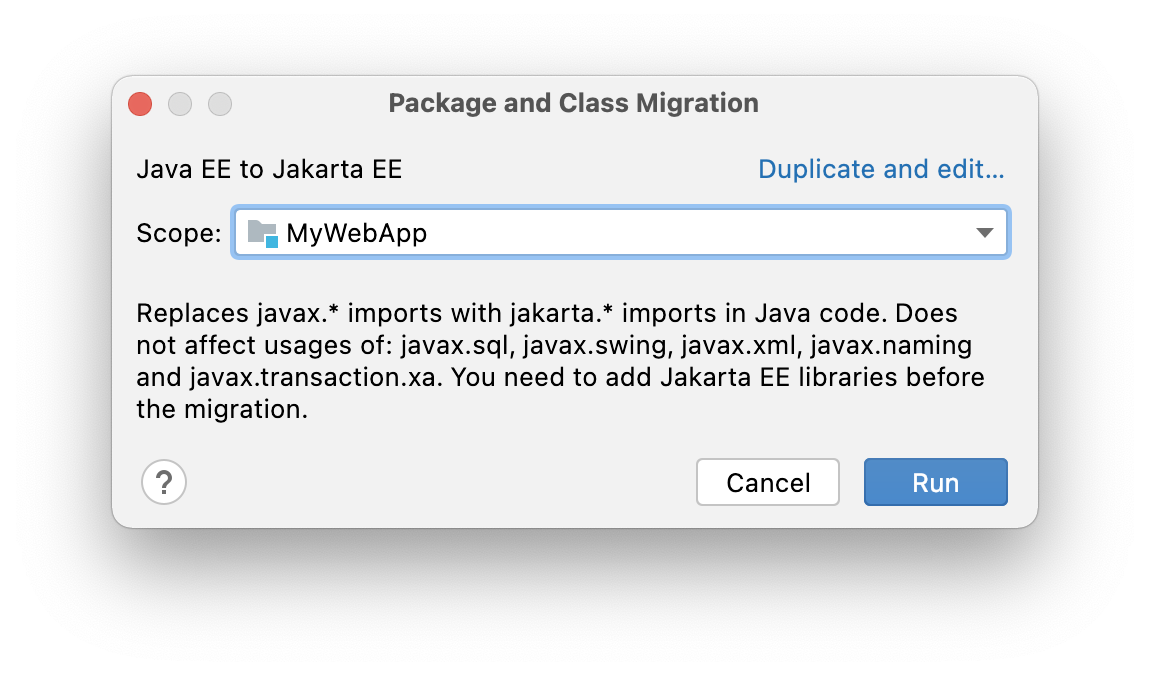 Package and Class Migration
Java EE to Jakarta EE
Duplicate and edit...
Scope:
MyWebApp
Replaces javax.* imports with jakarta.* imports in Java code. Does
not affect usages of: javax.sql, javax.swing, javax.xml, javax.naming
and javax.transaction.xa. You need to add Jakarta EE libraries before
the migration.
?
Cancel
Run